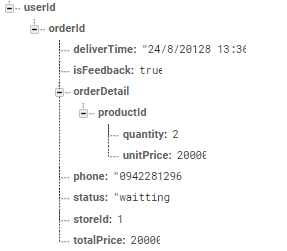 userId
orderId
deliverTime: "24/8/20128 13:36
isFeedback: true
orderDetail
productId
quantity: 2
unitPrice: 20000
phone: "0942281296
status: "waitting
storeId: 1
totalPrice: 20000